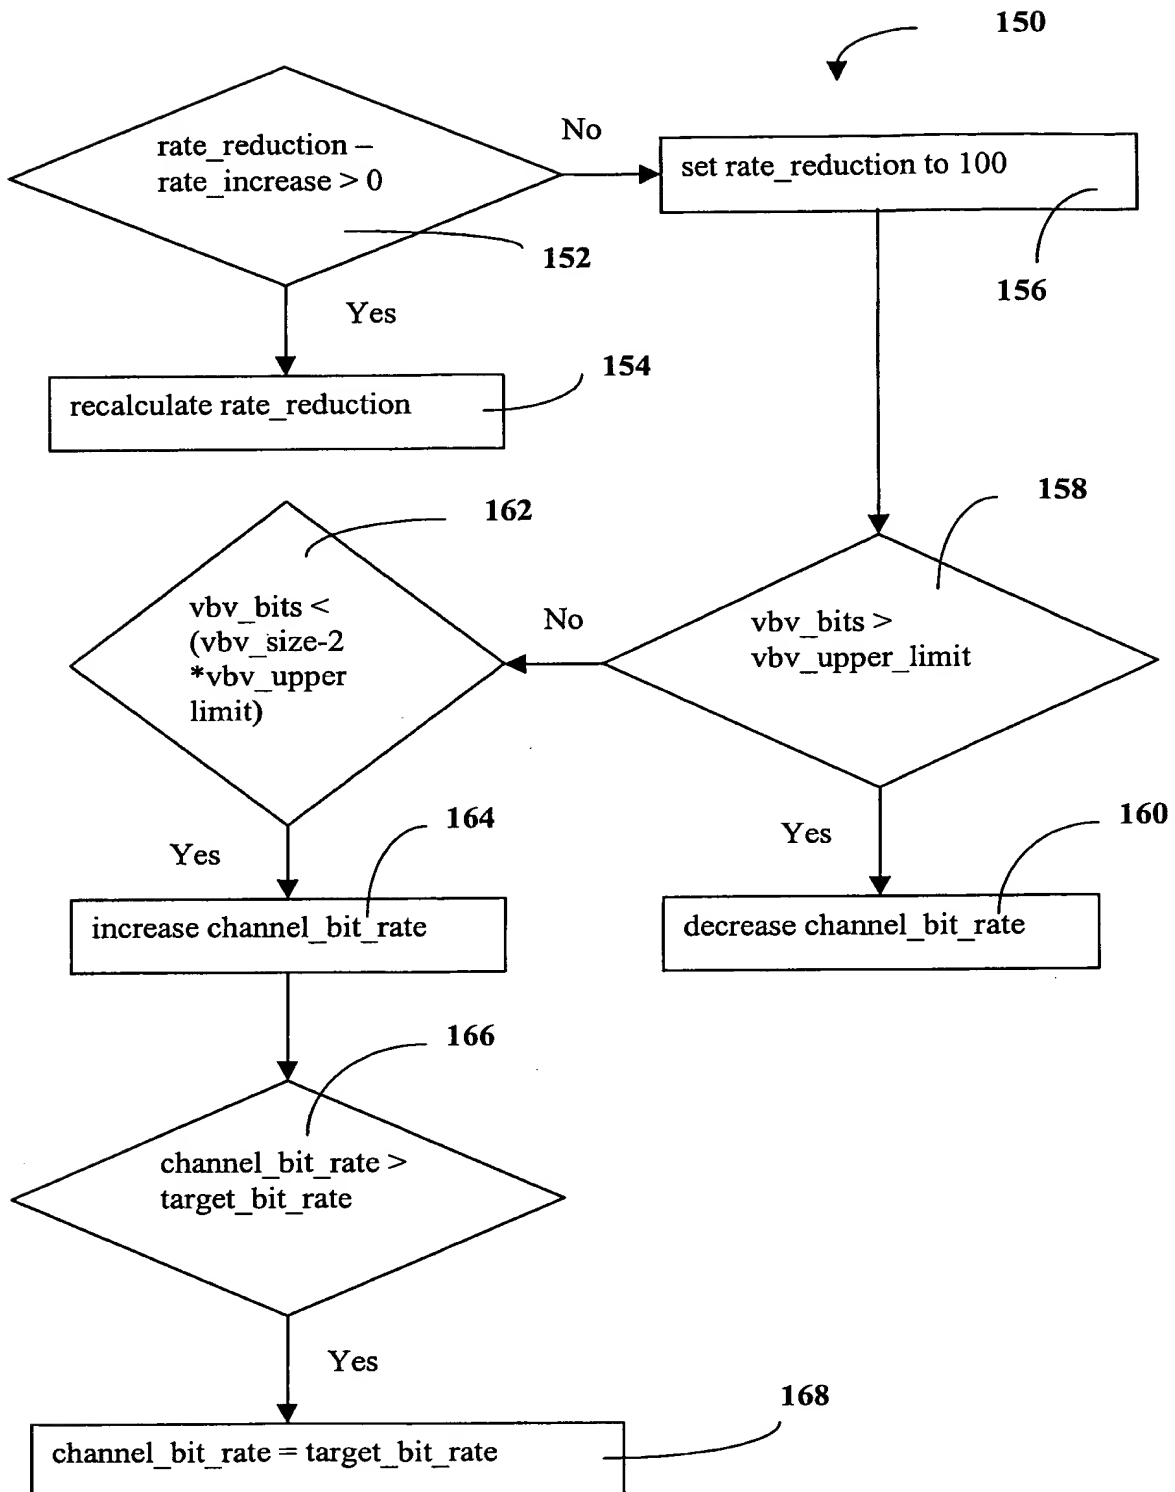 150
rate_reduction –
rate_increase > 0
No
set rate_reduction to 100
152
156
Yes
154
recalculate rate_reduction
158
162
vbv_bits <
(vbv_size-2
*vbv_upper
limit)
No
vbv_bits >
vbv_upper_limit
164
160
Yes
Yes
increase channel_bit_rate
decrease channel_bit_rate
166
channel_bit_rate >
target_bit_rate
Yes
168
channel_bit_rate = target_bit_rate